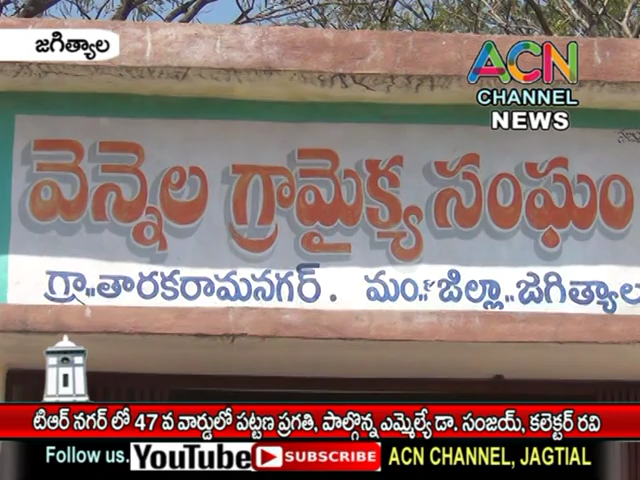 జగిత్యాల
ACN
CHANNEL
NEWS
వెన్నెల గ్రామైక్య సంఘం
గ్రా..తారకరామనగర్. మం..జిల్లా..జెగిత్యాల
టిఆర్ నగర్ లో 47 వ వార్డులో పట్టణ ప్రగతి, పాల్గొన్న ఎమ్మెల్యే డా. సంజయ్, కలెక్టర్ రవి
Follow us. YouTube SUBSCRIBE ACN CHANNEL, JAGTIAL